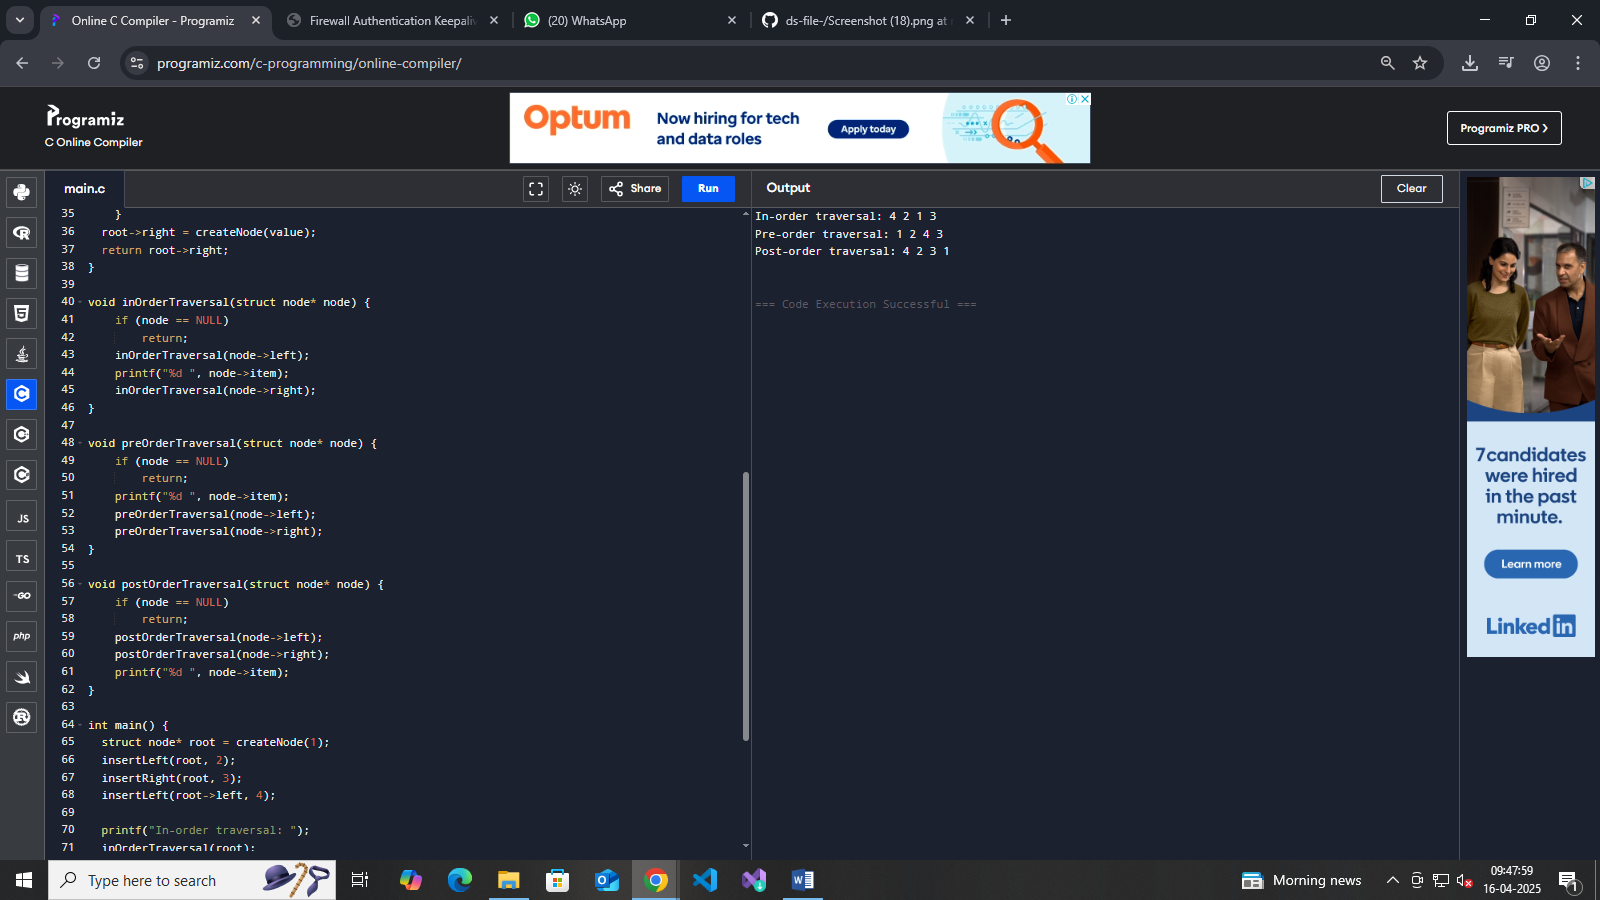 Online C Compiler - Programiz
Firewall Authentication Keepaliv
(20) WhatsApp
ds-file-/Screenshot (18).png at
programiz.com/c-programming/online-compiler/
Programiz
C Online Compiler
Optum
Now hiring for tech
and data roles
Apply today
Programiz PRO ❯
main.c
Share
Run
Output
Clear
35 }
36 root->right = createNode(value);
37 return root->right;
38 }
39
40 void inOrderTraversal(struct node* node) {
41 if (node == NULL)
42 return;
43 inOrderTraversal(node->left);
44 printf("%d ", node->item);
45 inOrderTraversal(node->right);
46 }
47
48 void preOrderTraversal(struct node* node) {
49 if (node == NULL)
50 return;
51 printf("%d ", node->item);
52 preOrderTraversal(node->left);
53 preOrderTraversal(node->right);
54 }
55
56 void postOrderTraversal(struct node* node) {
57 if (node == NULL)
58 return;
59 postOrderTraversal(node->left);
60 postOrderTraversal(node->right);
61 printf("%d ", node->item);
62 }
63
64 int main() {
65 struct node* root = createNode(1);
66 insertLeft(root, 2);
67 insertRight(root, 3);
68 insertLeft(root->left, 4);
69
70 printf("In-order traversal: ");
71 inOrderTraversal(root);
In-order traversal: 4 2 1 3
Pre-order traversal: 1 2 4 3
Post-order traversal: 4 2 3 1
=== Code Execution Successful ===
JS
TS
GO
php
7 candidates
were hired
in the past
minute.
Learn more
Linked in
Type here to search
Morning news
09:47:59
16-04-2025
1